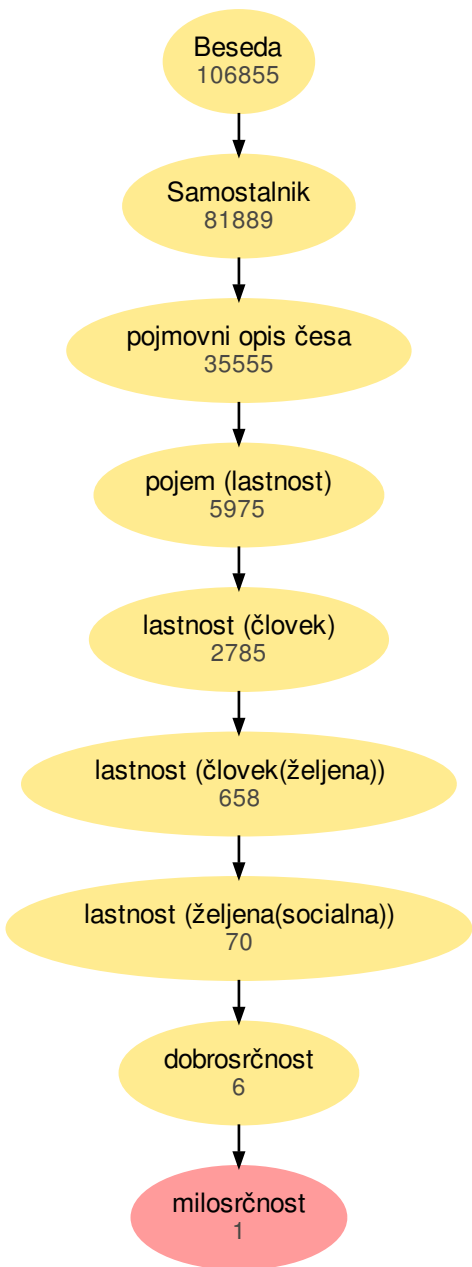 Beseda
106855
Samostalnik
81889
pojmovni opis česa
35555
pojem (lastnost)
5975
lastnost (človek)
2785
lastnost (človek(željena))
658
lastnost (željena(socialna))
70
dobrosrčnost
6
milosrčnost
1